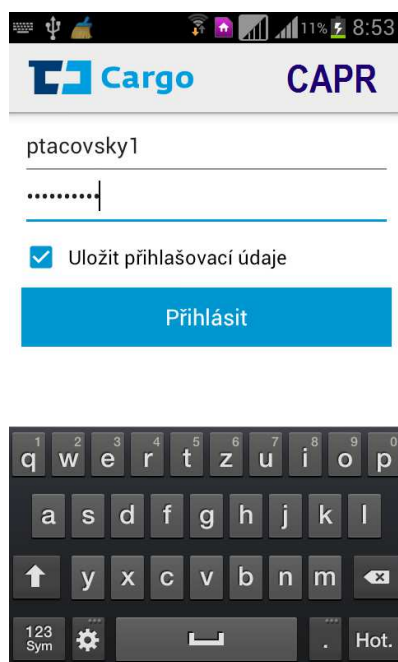 11% 8:53
Cargo CAPR
ptacovsky1
••••••••••
Uložit přihlašovací údaje
Přihlásit
1 2 3 4 5 6 7 8 9 0
q w e r t z u i o p
a s d f g h j k l
y x c v b n m
123 Sym . Hot.